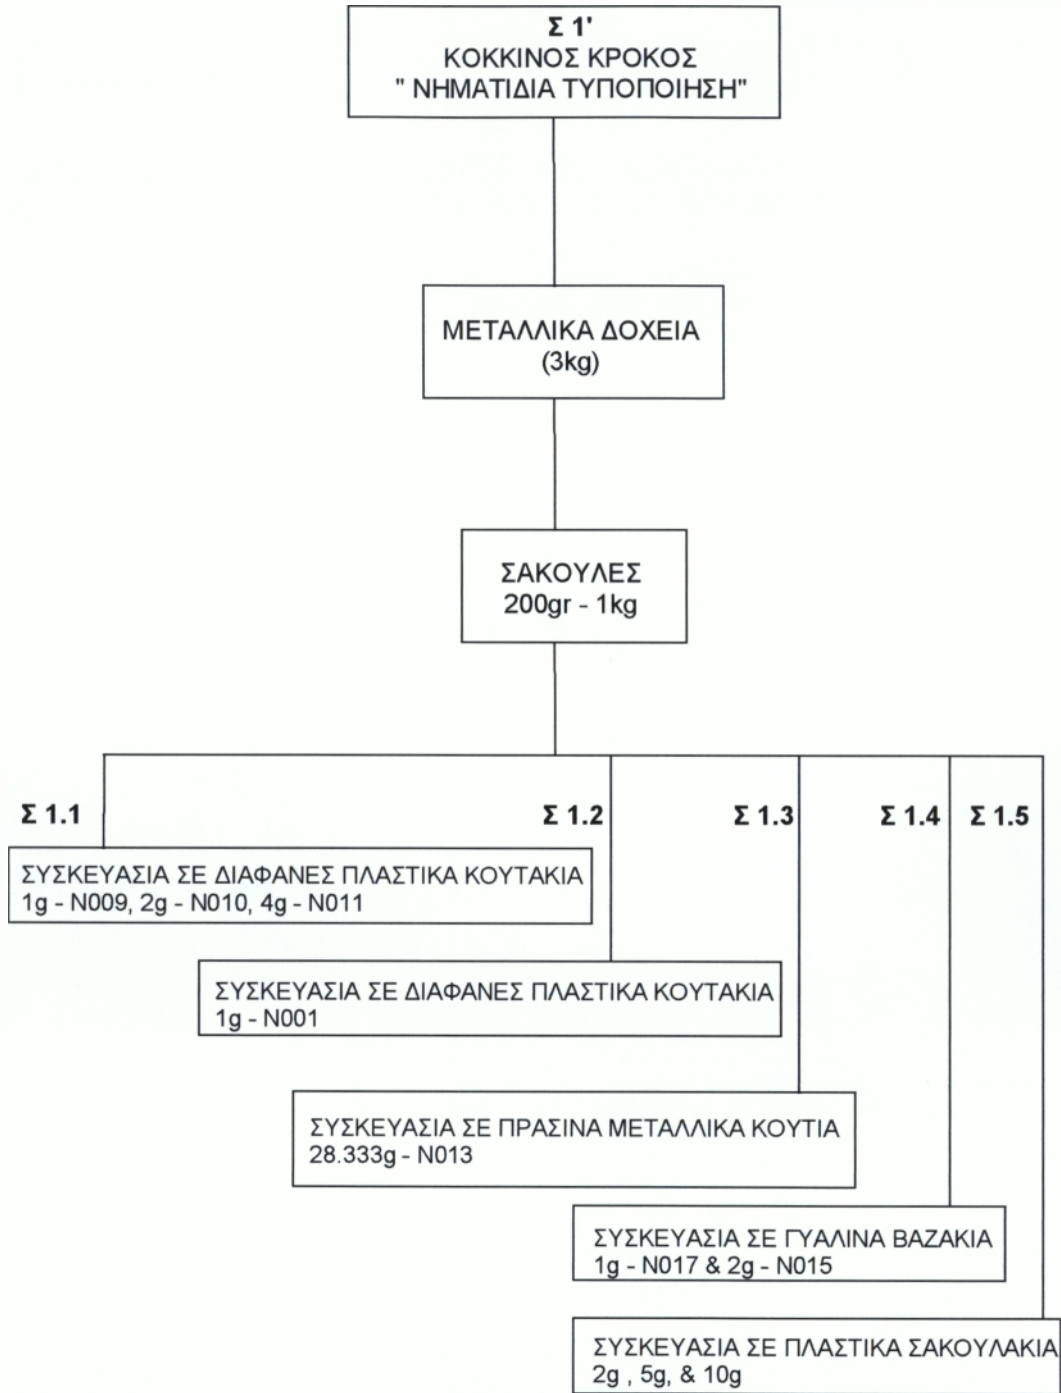 Σ 1'
ΚΟΚΚΙΝΟΣ ΚΡΟΚΟΣ
" ΝΗΜΑΤΙΔΙΑ ΤΥΠΟΠΟΙΗΣΗ"
ΜΕΤΑΛΛΙΚΑ ΔΟΧΕΙΑ
(3kg)
ΣΑΚΟΥΛΕΣ
200gr - 1kg
Σ 1.1
Σ 1.2
Σ 1.3
Σ 1.4
Σ 1.5
ΣΥΣΚΕΥΑΣΙΑ ΣΕ ΔΙΑΦΑΝΕΣ ΠΛΑΣΤΙΚΑ ΚΟΥΤΑΚΙΑ
1g - N009, 2g - N010, 4g - N011
ΣΥΣΚΕΥΑΣΙΑ ΣΕ ΔΙΑΦΑΝΕΣ ΠΛΑΣΤΙΚΑ ΚΟΥΤΑΚΙΑ
1g - N001
ΣΥΣΚΕΥΑΣΙΑ ΣΕ ΠΡΑΣΙΝΑ ΜΕΤΑΛΛΙΚΑ ΚΟΥΤΙΑ
28.333g - N013
ΣΥΣΚΕΥΑΣΙΑ ΣΕ ΓΥΑΛΙΝΑ ΒΑΖΑΚΙΑ
1g - N017 & 2g - N015
ΣΥΣΚΕΥΑΣΙΑ ΣΕ ΠΛΑΣΤΙΚΑ ΣΑΚΟΥΛΑΚΙΑ
2g , 5g, & 10g